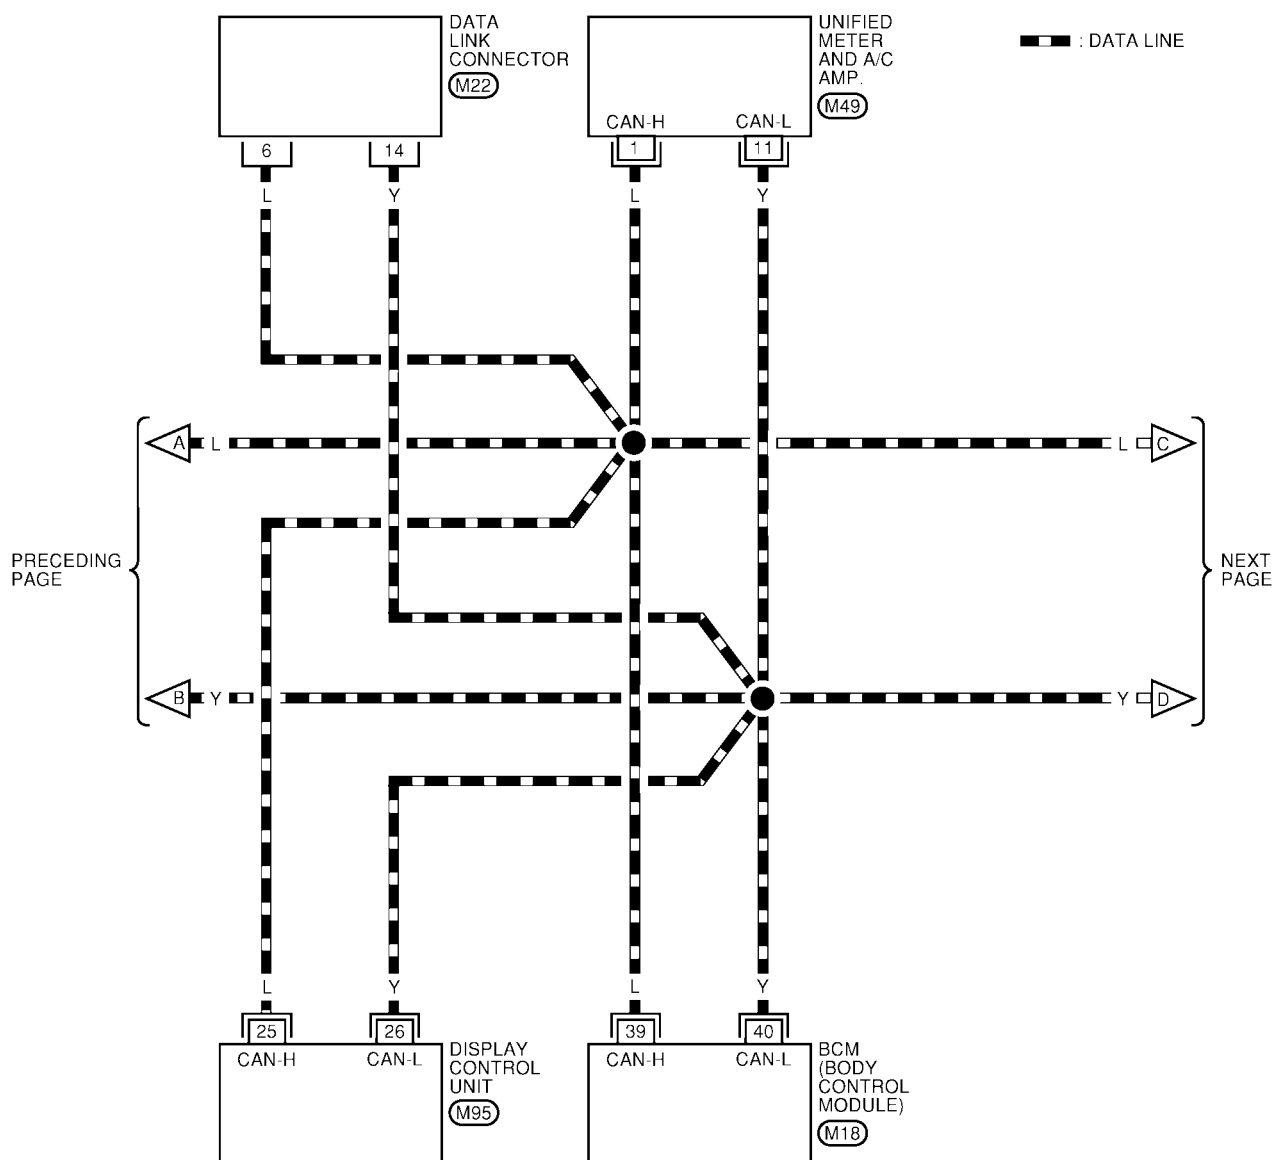 DATA
LINK
CONNECTOR
M22
UNIFIED
METER
AND A/C
AMP.
M49
: DATA LINE
CAN-H
CAN-L
6
14
1
11
L
Y
L
Y
A
L
L
C
PRECEDING
PAGE
NEXT
PAGE
B
Y
Y
D
L
Y
L
Y
25
26
39
40
CAN-H
CAN-L
DISPLAY
CONTROL
UNIT
M95
CAN-H
CAN-L
BCM
(BODY
CONTROL
MODULE)
M18